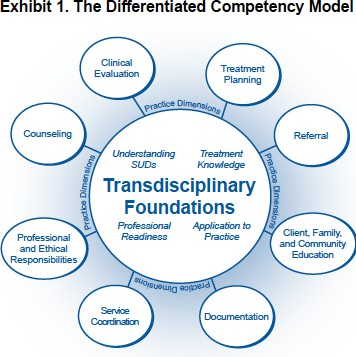 Exhibit 1. The Differentiated Competency Model
Clinical
Evaluation
Treatment
Planning
Practice Dimensions
Counseling
Referral
Understanding
SUDs
Treatment
Knowledge
Practice Dimensions
Practice Dimensions
Transdisciplinary
Foundations
Professional
Readiness
Application to
Practice
Professional
and Ethical
Responsibilities
Client, Family,
and Community
Education
Practice Dimensions
Service
Coordination
Documentation